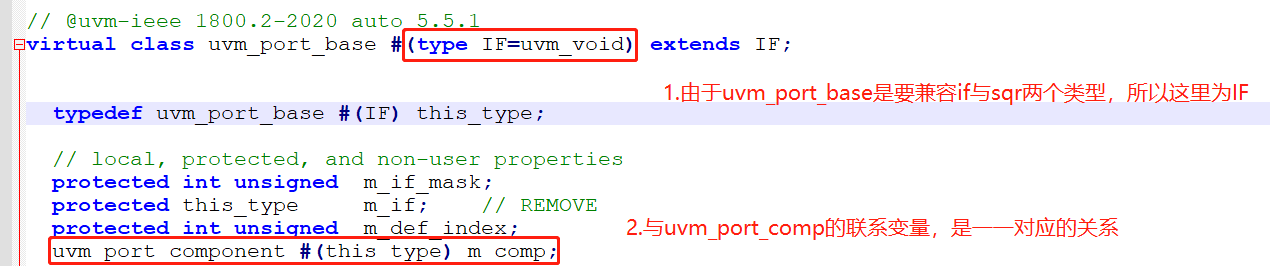 // @uvm-ieee 1800.2-2020 auto 5.5.1
virtual class uvm_port_base #(type IF=uvm_void) extends IF;
1.由于uvm_port_base是要兼容if与sqr两个类型，所以这里为IF
typedef uvm_port_base #(IF) this_type;
// local, protected, and non-user properties
protected int unsigned m_if_mask;
protected this_type m_if; // REMOVE
protected int unsigned m_def_index;
2.与uvm_port_comp的联系变量，是一一对应的关系
uvm_port_component #(this_type) m_comp;